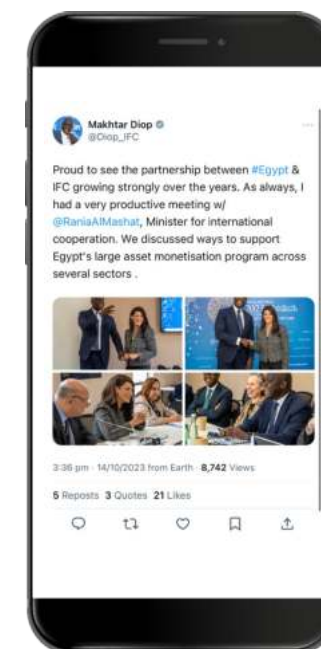 Makhtar Diop
@Diop_IFC
Proud to see the partnership between #Egypt &
IFC growing strongly over the years. As always, I
had a very productive meeting w/
@RaniaAlMashat, Minister for international
cooperation. We discussed ways to support
Egypt's large asset monetisation program across
several sectors .
3:36 pm · 14/10/2023 from Earth · 8,742 Views
5 Reposts 3 Quotes 21 Likes